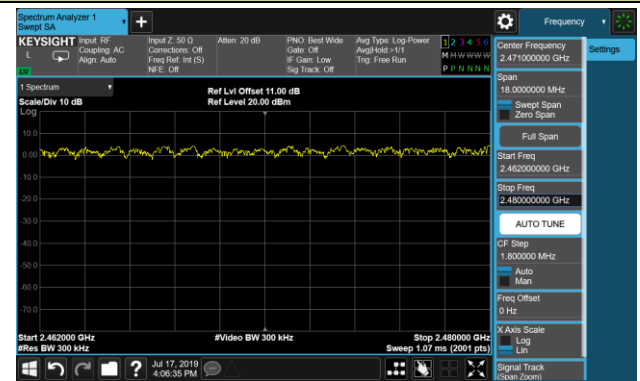 Spectrum Analyzer 1
Swept SA
Frequency
KEYSIGHT
L
Input: RF
Coupling: AC
Align: Auto
Input Z: 50 Ω
Corrections: Off
Freq Ref: Int (S)
NFE: Off
Atten: 20 dB
PNO: Best Wide
Gate: Off
IF Gain: Low
Sig Track: Off
Avg Type: Log-Power
Avg|Hold:>1/1
Trig: Free Run
1 2 3 4 5 6
M W W W W W
P P N N N N
1 Spectrum
Scale/Div 10 dB
Ref Lvl Offset 11.00 dB
Ref Level 20.00 dBm
Log
10.0
0.00
-10.0
-20.0
-30.0
-40.0
-50.0
-60.0
-70.0
Start 2.462000 GHz
#Res BW 300 kHz
#Video BW 300 kHz
Stop 2.480000 GHz
Sweep 1.07 ms (2001 pts)
Jul 17, 2019
4:06:35 PM
Center Frequency
2.471000000 GHz
Settings
Span
18.0000000 MHz
Swept Span
Zero Span
Full Span
Start Freq
2.462000000 GHz
Stop Freq
2.480000000 GHz
AUTO TUNE
CF Step
1.800000 MHz
Auto
Man
Freq Offset
0 Hz
X Axis Scale
Log
Lin
Signal Track
(Span Zoom)